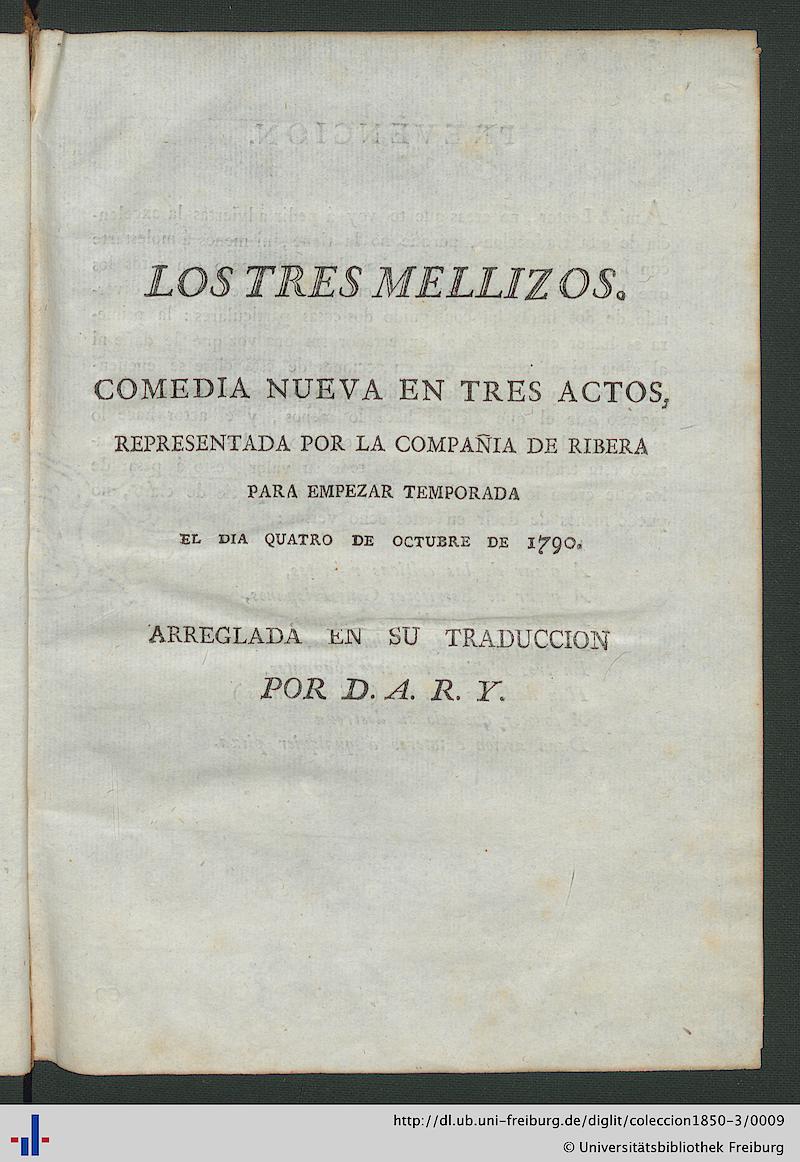 LOS TRES MELLIZOS.
COMEDIA NUEVA EN TRES ACTOS,
REPRESENTADA POR LA COMPAÑIA DE RIBERA
PARA EMPEZAR TEMPORADA
EL DIA QUATRO DE OCTUBRE DE 1790.
ARREGLADA EN SU TRADUCCION
POR D. A. R. Y.
http://dl.ub.uni-freiburg.de/diglit/coleccion1850-3/0009
© Universitätsbibliothek Freiburg